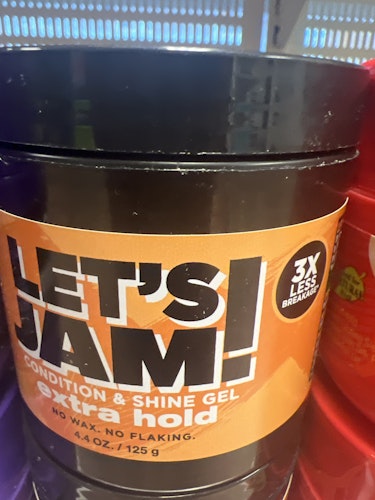 LET'S
JAM!
3X
LESS
BREAKAGE*
CONDITION & SHINE GEL
extra hold
NO WAX. NO FLAKING.
4.4 OZ. / 125 g